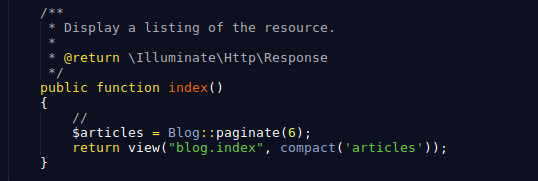 /**
 * Display a listing of the resource.
 *
 * @return \Illuminate\Http\Response
 */
public function index()
{
    //
    $articles = Blog::paginate(6);
    return view("blog.index", compact('articles'));
}